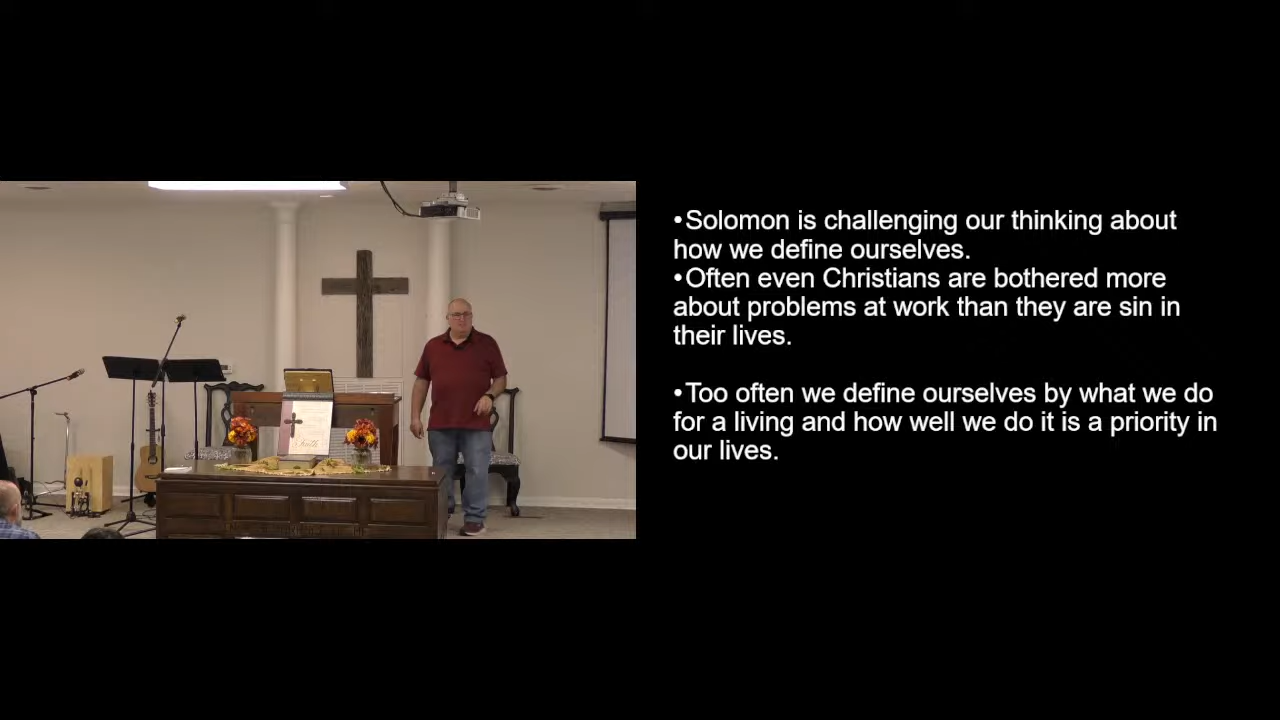 •Solomon is challenging our thinking about
how we define ourselves.
•Often even Christians are bothered more
about problems at work than they are sin in
their lives.
•Too often we define ourselves by what we do
for a living and how well we do it is a priority in
our lives.
Faith